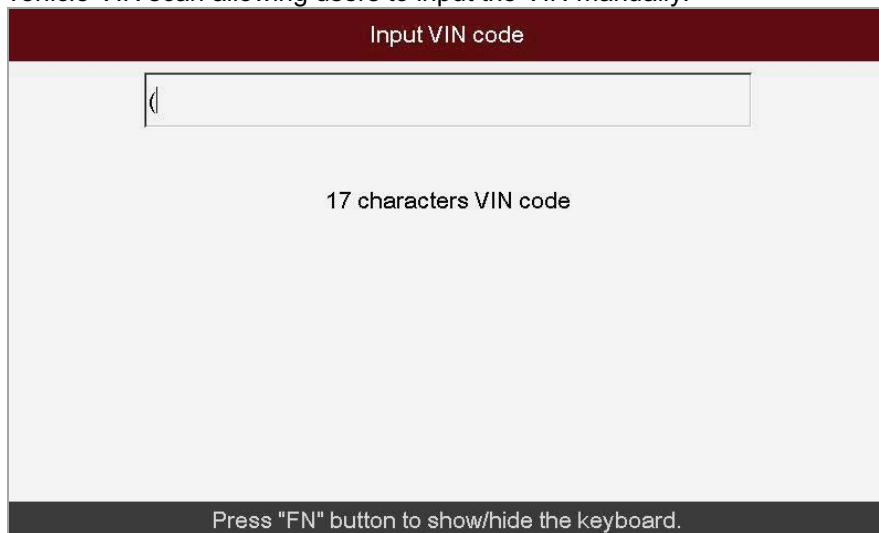 vehicle VIN scan allowing users to input the VIN manually.
Input VIN code
(
17 characters VIN code
Press "FN" button to show/hide the keyboard.